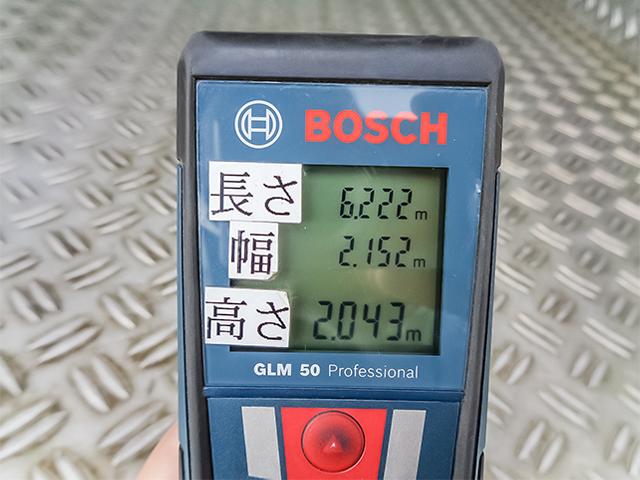 BOSCH
長さ 6.222m
幅 2.152m
高さ 2.043m
GLM 50 Professional